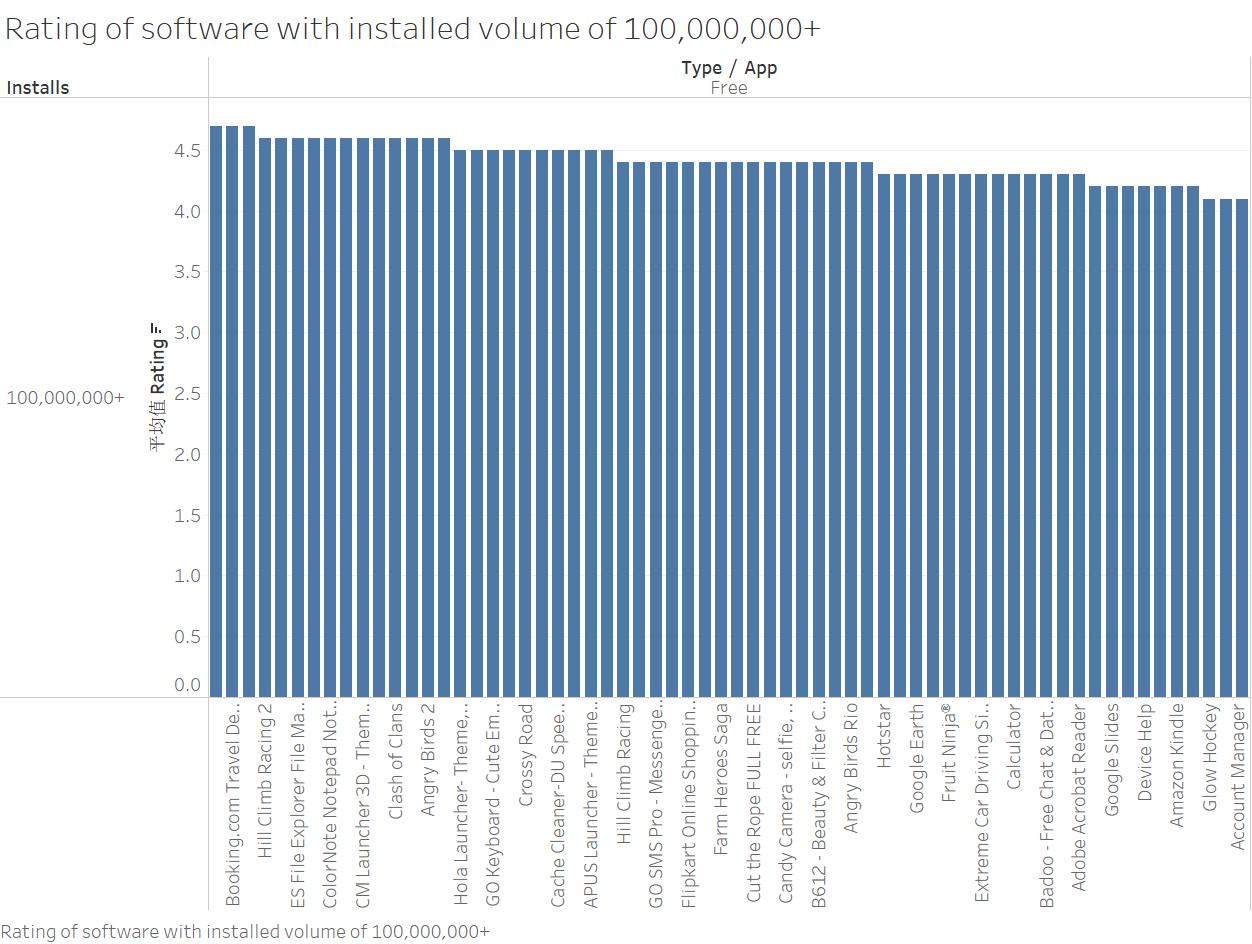 Rating of software with installed volume of 100,000,000+
Type / App
Installs
Free
4.5
4.0
3.5
3.0
2.5
2.0
1.5
1.0
0.5
0.0
100,000,000+
平均值 Rating
Booking.com Travel De..
Hill Climb Racing 2
ES File Explorer File Ma..
ColorNote Notepad Not..
CM Launcher 3D - Them..
Clash of Clans
Angry Birds 2
Hola Launcher- Theme,..
GO Keyboard - Cute Em..
Crossy Road
Cache Cleaner-DU Spee..
APUS Launcher - Theme..
Hill Climb Racing
GO SMS Pro - Messenge..
Flipkart Online Shoppin..
Farm Heroes Saga
Cut the Rope FULL FREE
Candy Camera - selfie, ..
B612 - Beauty & Filter C..
Angry Birds Rio
Hotstar
Google Earth
Fruit Ninja®
Extreme Car Driving Si..
Calculator
Badoo - Free Chat & Dat..
Adobe Acrobat Reader
Google Slides
Device Help
Amazon Kindle
Glow Hockey
Account Manager
Rating of software with installed volume of 100,000,000+